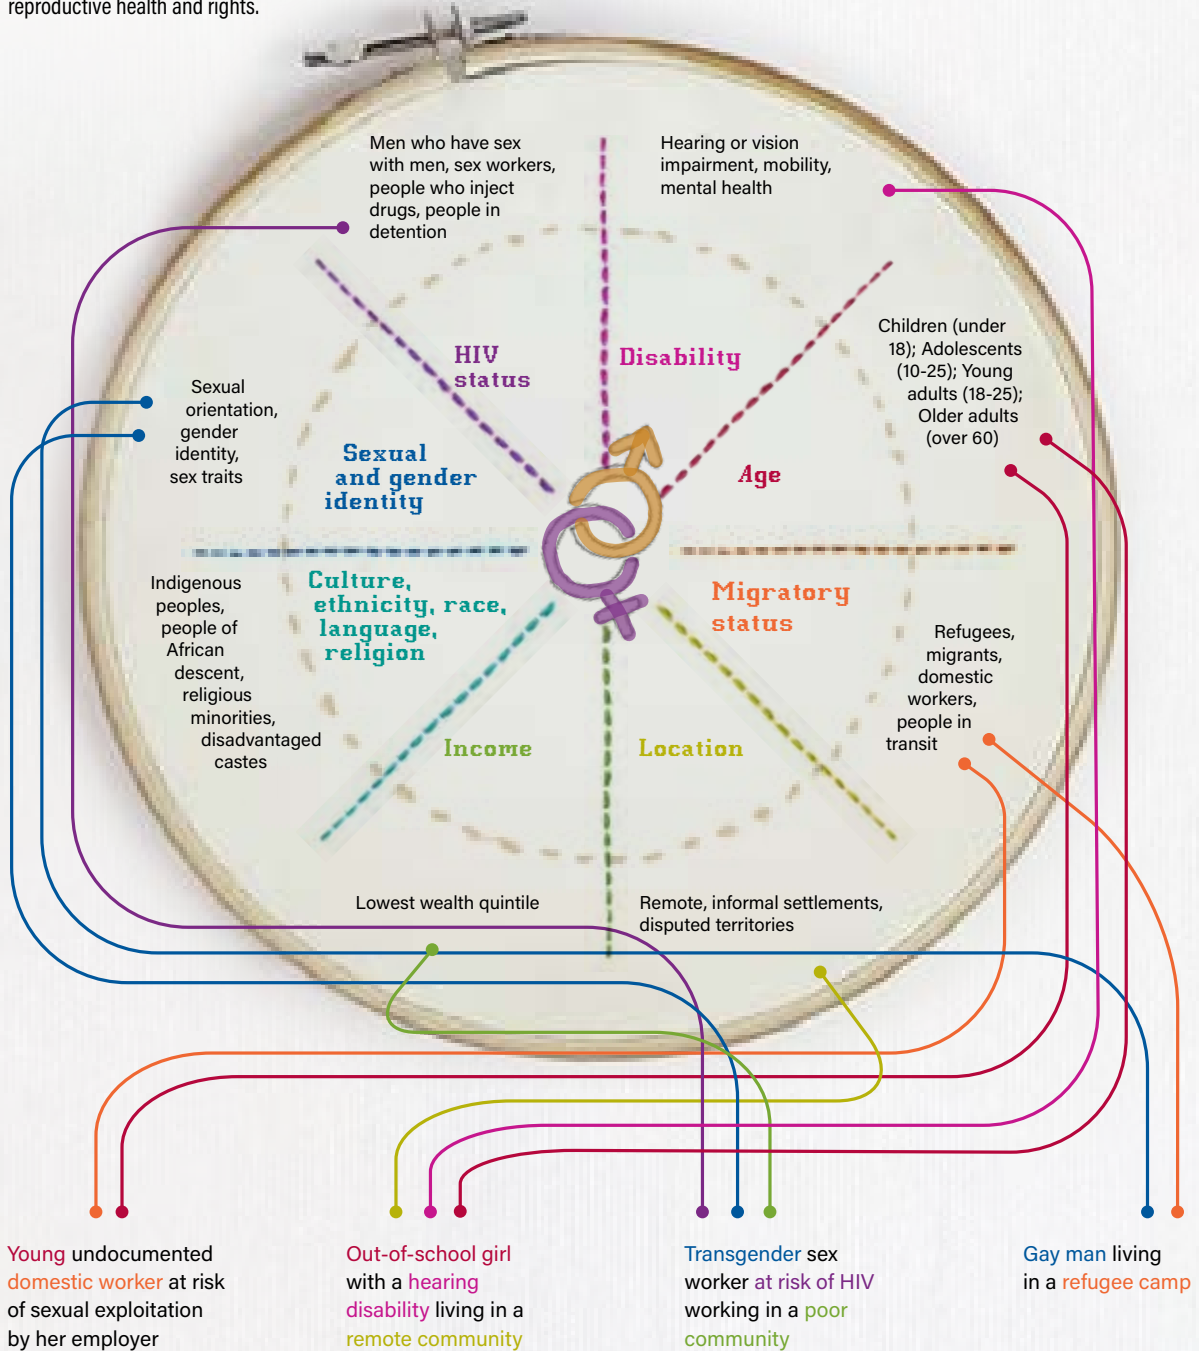 reproductive health and rights.
Men who have sex
with men, sex workers,
people who inject
drugs, people in
detention
Hearing or vision
impairment, mobility,
mental health
HIV
status
Disability
Children (under
18); Adolescents
(10-25); Young
adults (18-25);
Older adults
(over 60)
Sexual
orientation,
gender
identity,
sex traits
Sexual
and gender
identity
Age
Indigenous
peoples,
people of
African
descent,
religious
minorities,
disadvantaged
castes
Culture,
ethnicity, race,
language,
religion
Migratory
status
Refugees,
migrants,
domestic
workers,
people in
transit
Income
Location
Lowest wealth quintile
Remote, informal settlements,
disputed territories
Young undocumented
domestic worker at risk
of sexual exploitation
by her employer
Out-of-school girl
with a hearing
disability living in a
remote community
Transgender sex
worker at risk of HIV
working in a poor
community
Gay man living
in a refugee camp